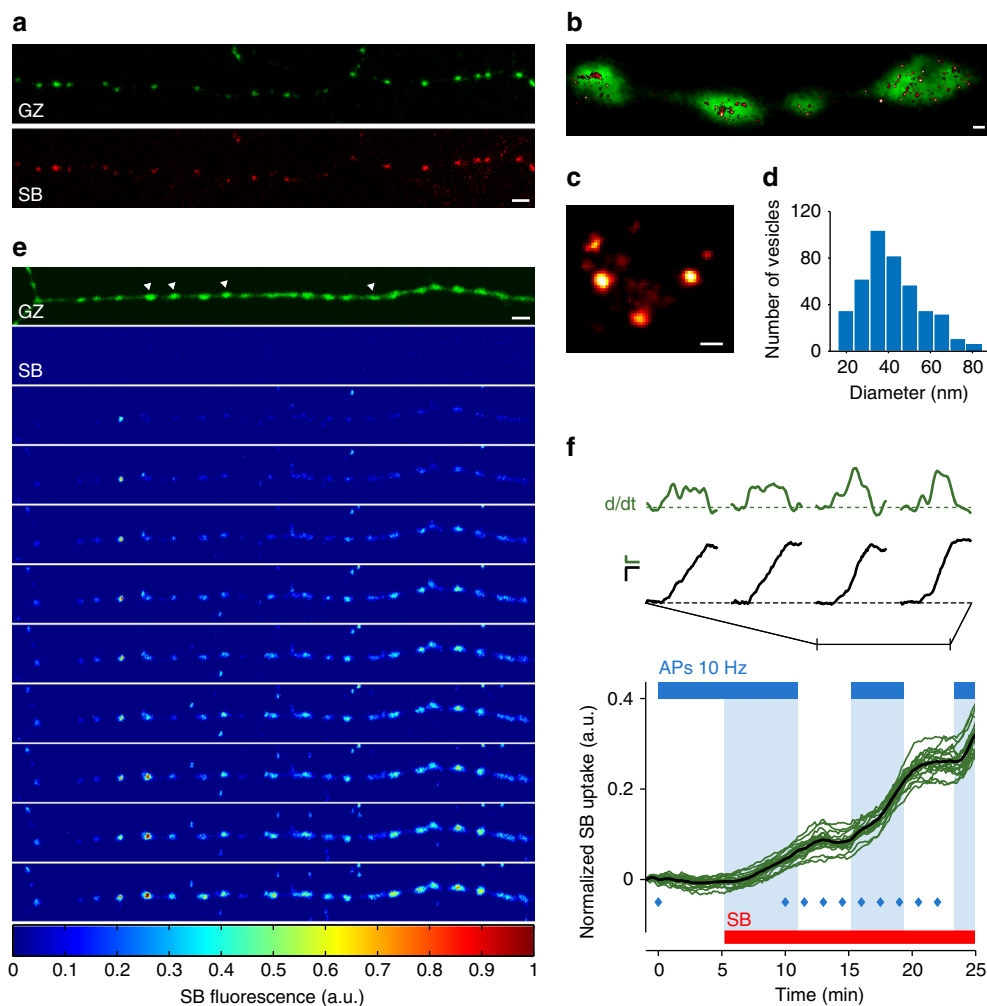 a
GZ
SB
b
c
d
Number of vesicles
120
80
40
0
20 40 60 80
Diameter (nm)
e
GZ
SB
0 0.1 0.2 0.3 0.4 0.5 0.6 0.7 0.8 0.9 1
SB fluorescence (a.u.)
f
d/dt
APs 10 Hz
Normalized SB uptake (a.u.)
0.4
0.2
0
SB
0 5 10 15 20 25
Time (min)